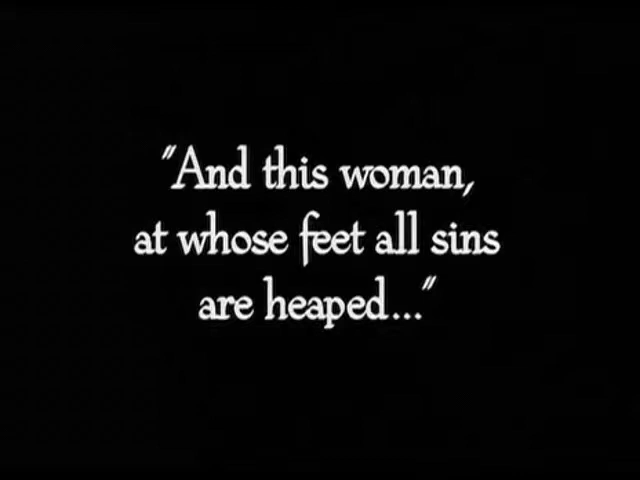 "And this woman,
at whose feet all sins
are heaped..."